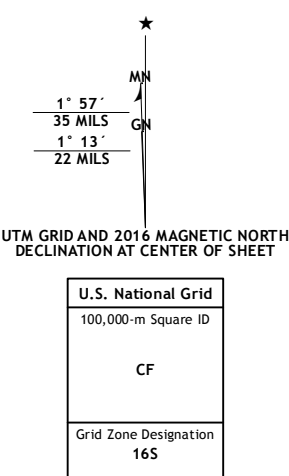 MN
1° 57´
35 MILS
GN
1° 13´
22 MILS
UTM GRID AND 2016 MAGNETIC NORTH
DECLINATION AT CENTER OF SHEET
U.S. National Grid
100,000-m Square ID
CF
Grid Zone Designation
16S